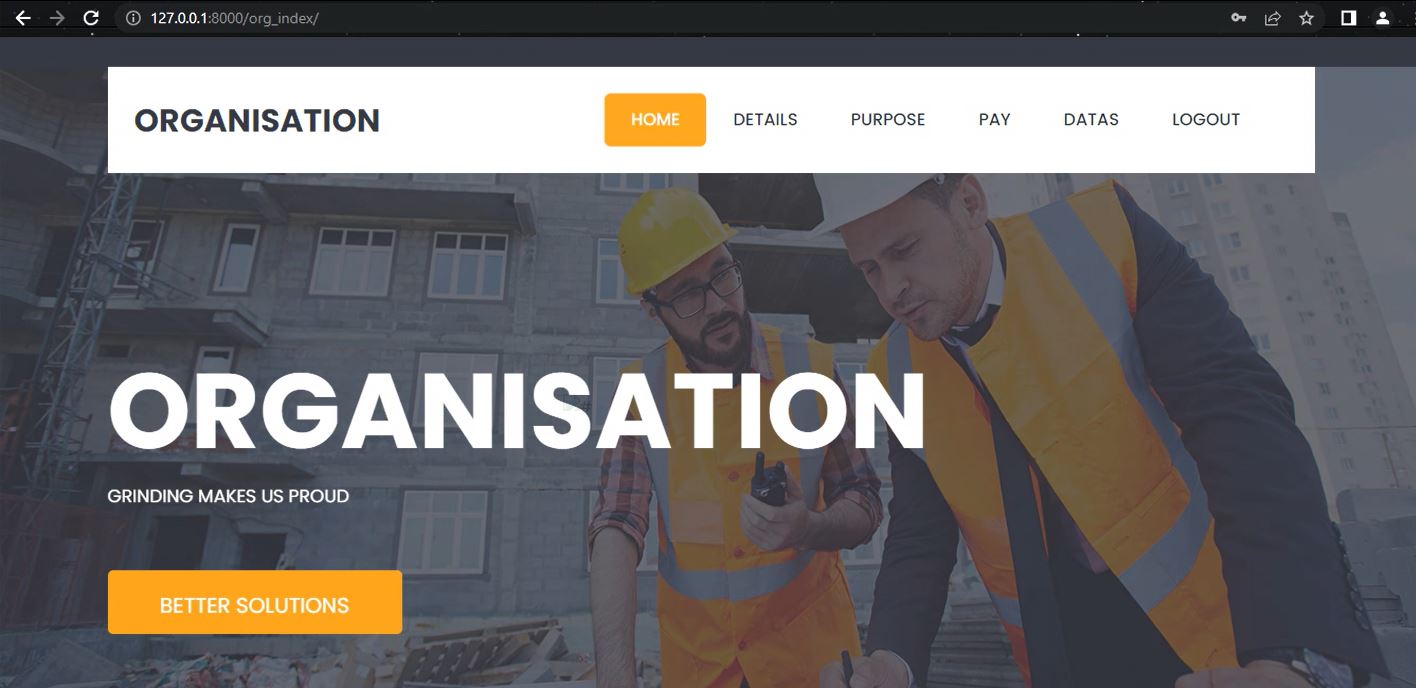 127.0.0.1:8000/org_index/
ORGANISATION
HOME DETAILS PURPOSE PAY DATAS LOGOUT
ORGANISATION
GRINDING MAKES US PROUD
BETTER SOLUTIONS